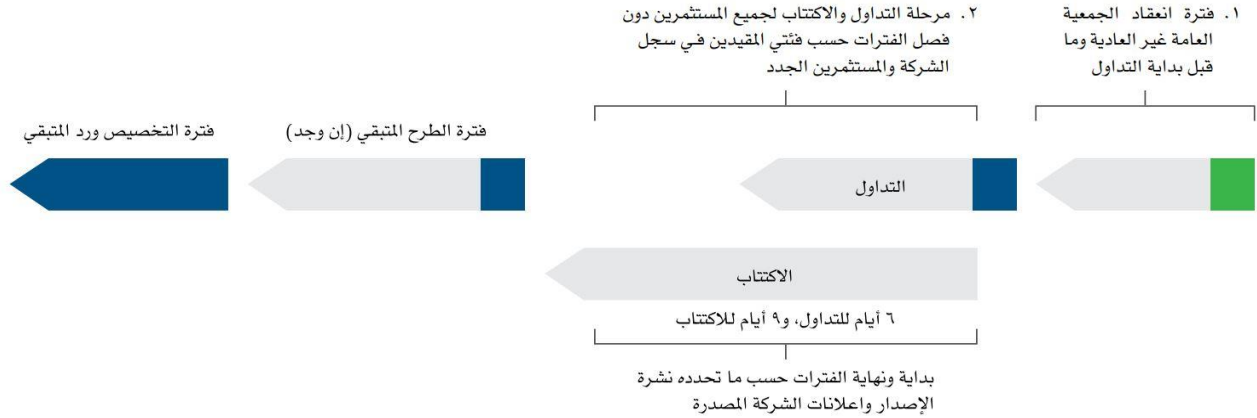 ١. فترة انعقاد الجمعية
العامة غير العادية وما
قبل بداية التداول
٢. مرحلة التداول والاكتتاب لجميع المستثمرين دون
فصل الفترات حسب فئتي المقيدين في سجل
الشركة والمستثمرين الجدد
فترة الطرح المتبقي (إن وجد)
فترة التخصيص ورد المتبقي
التداول
الاكتتاب
٦ أيام للتداول، و٩ أيام للاكتتاب
بداية ونهاية الفترات حسب ما تحدده نشرة
الإصدار واعلانات الشركة المصدرة